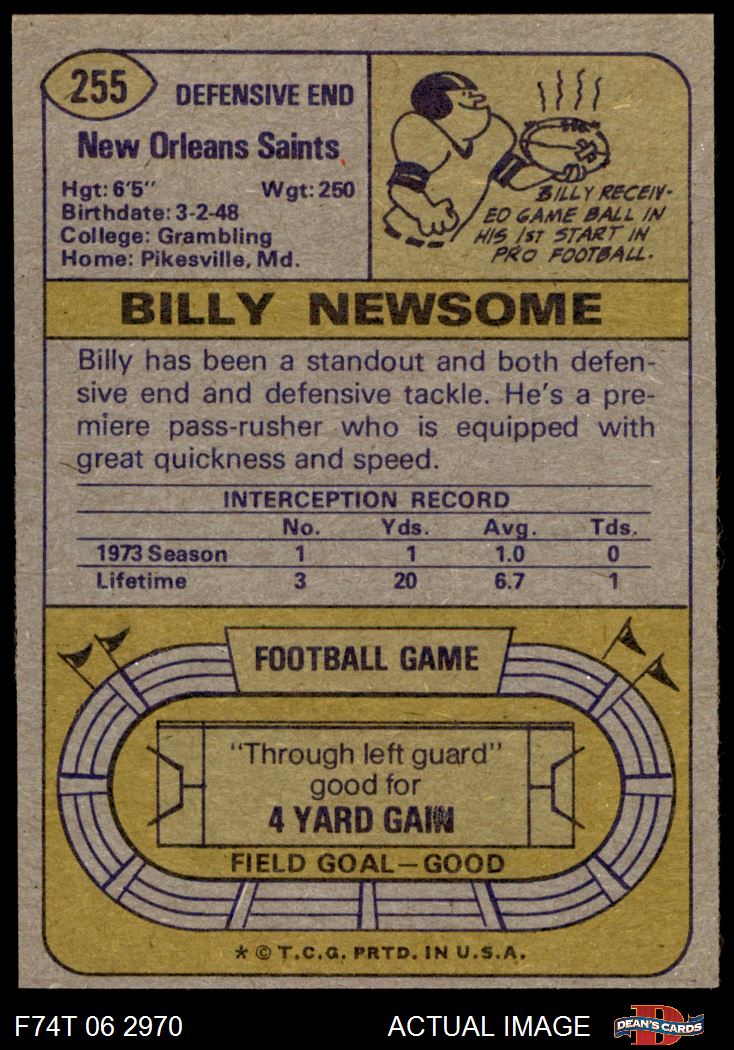 255
DEFENSIVE END
New Orleans Saints
Hgt: 6'5" Wgt: 250
Birthdate: 3-2-48
College: Grambling
Home: Pikesville, Md.
BILLY RECEIV-
ED GAME BALL IN
HIS 1ST START IN
PRO FOOTBALL.
BILLY NEWSOME
Billy has been a standout and both defen-
sive end and defensive tackle. He's a pre-
miere pass-rusher who is equipped with
great quickness and speed.
INTERCEPTION RECORD
No. Yds. Avg. Tds.
1973 Season 1 1 1.0 0
Lifetime 3 20 6.7 1
FOOTBALL GAME
"Through left guard"
good for
4 YARD GAIN
FIELD GOAL—GOOD
* © T.C.G. PRTD. IN U.S.A.
F74T 06 2970 ACTUAL IMAGE
D
DEAN'S CARDS